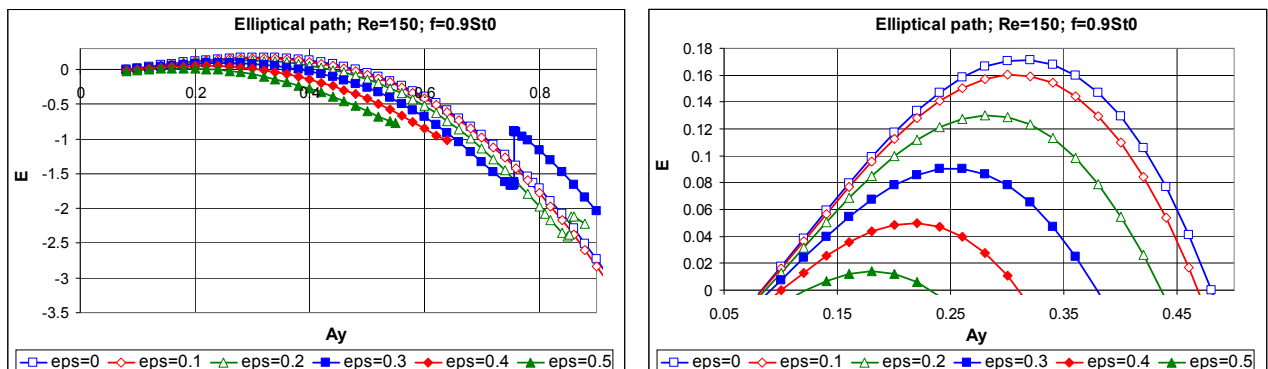 Elliptical path; Re=150; f=0.9St0
0
-0.5
-1
-1.5
-2
-2.5
-3
-3.5
0 0.2 0.4 0.6 0.8
E
Ay
eps=0 eps=0.1 eps=0.2 eps=0.3 eps=0.4 eps=0.5
Elliptical path; Re=150; f=0.9St0
0.18
0.16
0.14
0.12
0.1
0.08
0.06
0.04
0.02
0
0.05 0.15 0.25 0.35 0.45
E
Ay
eps=0 eps=0.1 eps=0.2 eps=0.3 eps=0.4 eps=0.5